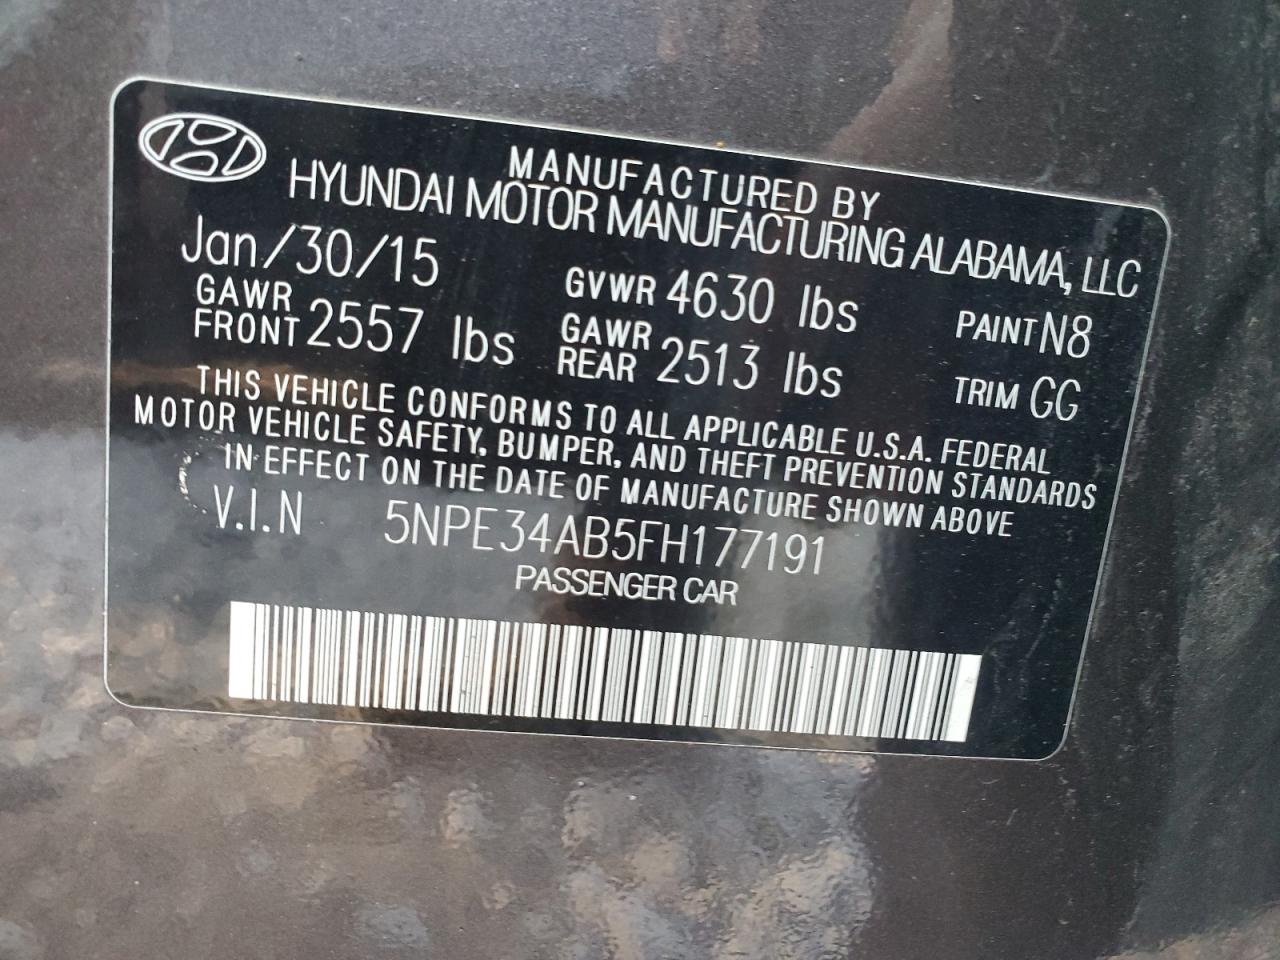 MANUFACTURED BY
HYUNDAI MOTOR MANUFACTURING ALABAMA, LLC
Jan/30/15 GVWR 4630 lbs PAINT N8
GAWR FRONT 2557 lbs GAWR REAR 2513 lbs TRIM GG
THIS VEHICLE CONFORMS TO ALL APPLICABLE U.S.A. FEDERAL
MOTOR VEHICLE SAFETY, BUMPER, AND THEFT PREVENTION STANDARDS
IN EFFECT ON THE DATE OF MANUFACTURE SHOWN ABOVE
V.I.N 5NPE34AB5FH177191
PASSENGER CAR